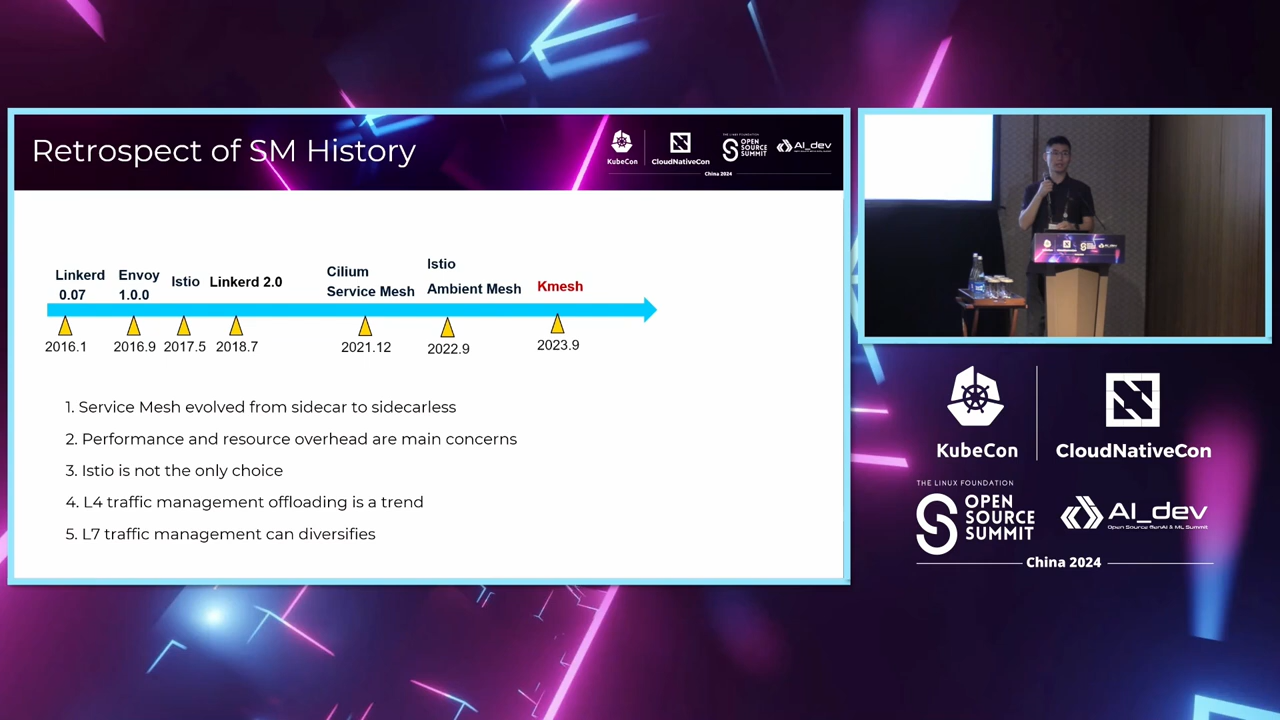 Retrospect of SM History
KubeCon
CloudNativeCon
THE LINUX FOUNDATION
OPEN
SOURCE
SUMMIT
AI_dev
China 2024
Linkerd
0.07
Envoy
1.0.0
Istio
Linkerd 2.0
Cilium
Service Mesh
Istio
Ambient Mesh
Kmesh
2016.1
2016.9
2017.5
2018.7
2021.12
2022.9
2023.9
1. Service Mesh evolved from sidecar to sidecarless
2. Performance and resource overhead are main concerns
3. Istio is not the only choice
4. L4 traffic management offloading is a trend
5. L7 traffic management can diversifies
KubeCon
CloudNativeCon
THE LINUX FOUNDATION
OPEN
SOURCE
SUMMIT
AI_dev
Open Source GenAI & ML Summit
China 2024